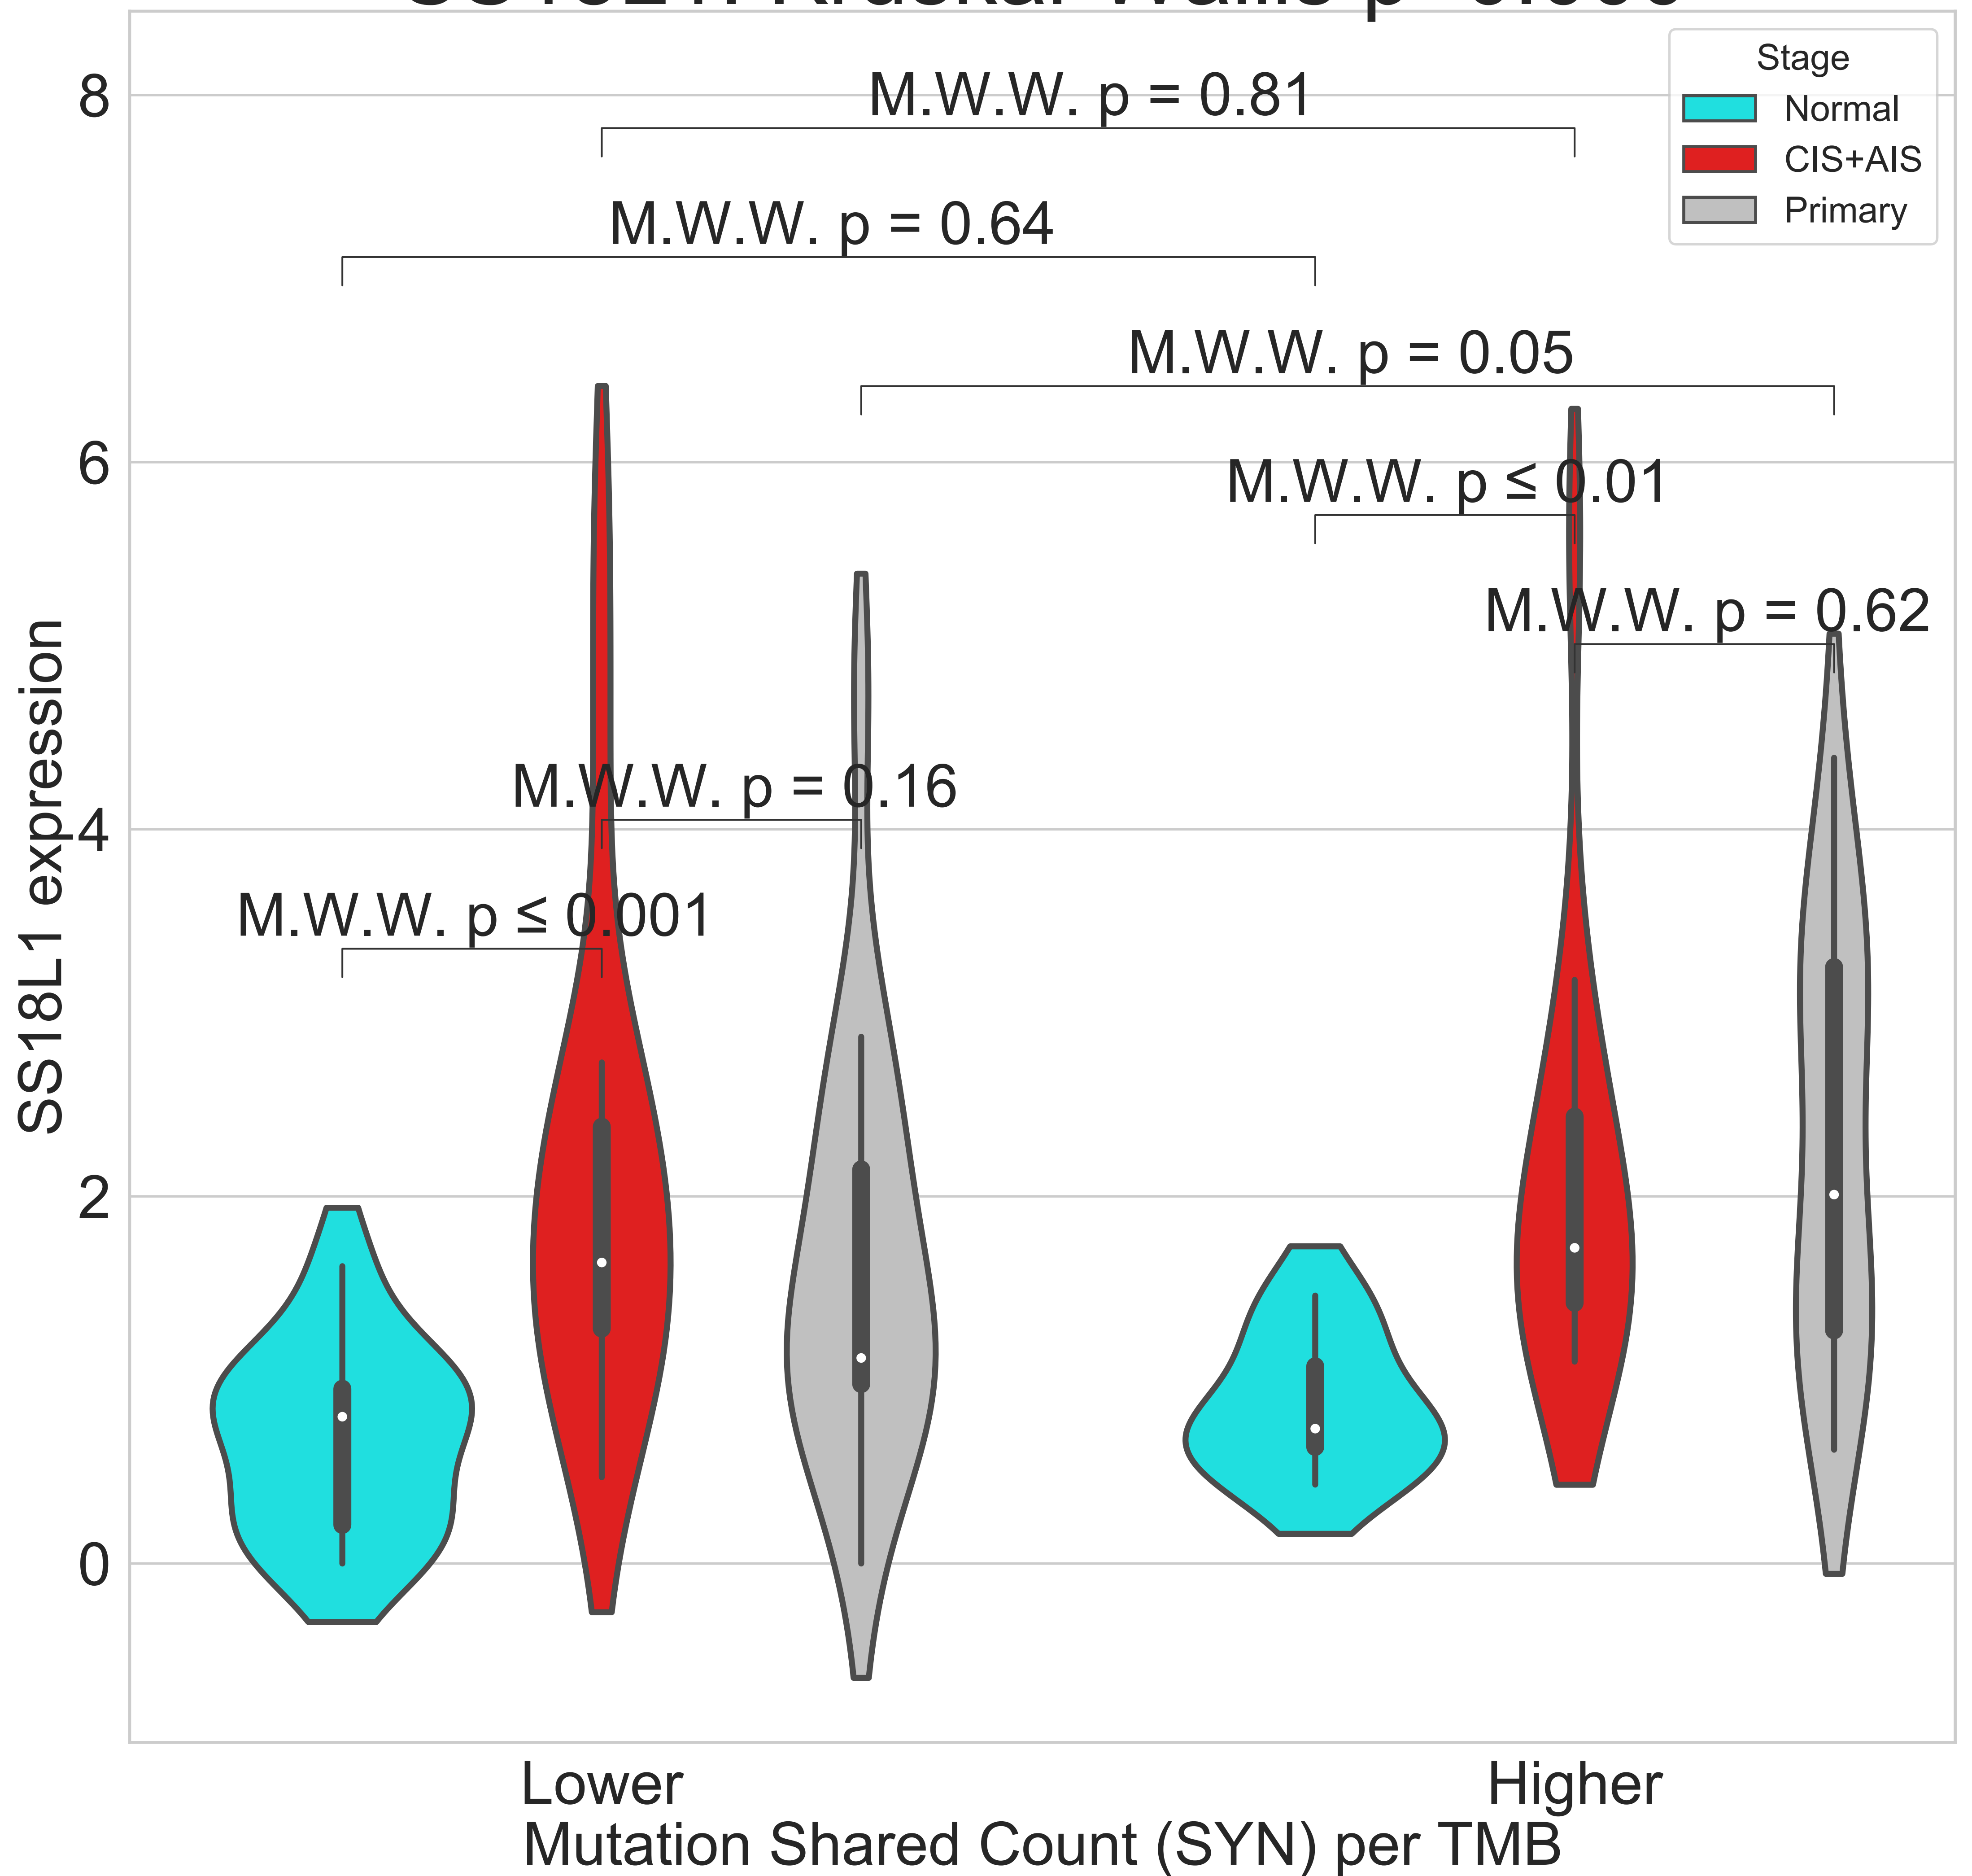 Stage
Normal
CIS+AIS
Primary
8
6
4
2
0
M.W.W. p = 0.81
M.W.W. p = 0.64
M.W.W. p = 0.05
M.W.W. p ≤ 0.01
M.W.W. p = 0.62
M.W.W. p = 0.16
M.W.W. p ≤ 0.001
SS18L1 expression
Lower
Higher
Mutation Shared Count (SYN) per TMB